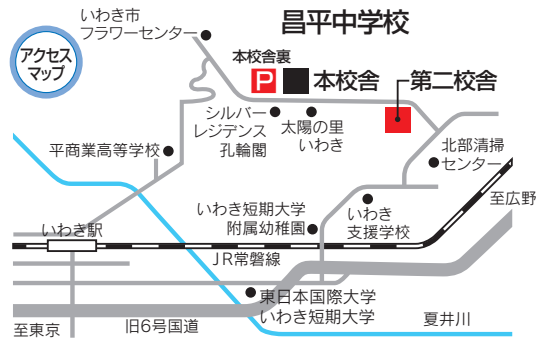 いわき市
フラワーセンター
昌平中学校
アクセス
マップ
本校舎裏
P
本校舎
第二校舎
シルバー
レジデンス
孔輪閣
太陽の里
いわき
平商業高等学校
北部清掃
センター
至広野
いわき短期大学
附属幼稚園
いわき
支援学校
いわき駅
JR常磐線
東日本国際大学
いわき短期大学
至東京
旧6号国道
夏井川